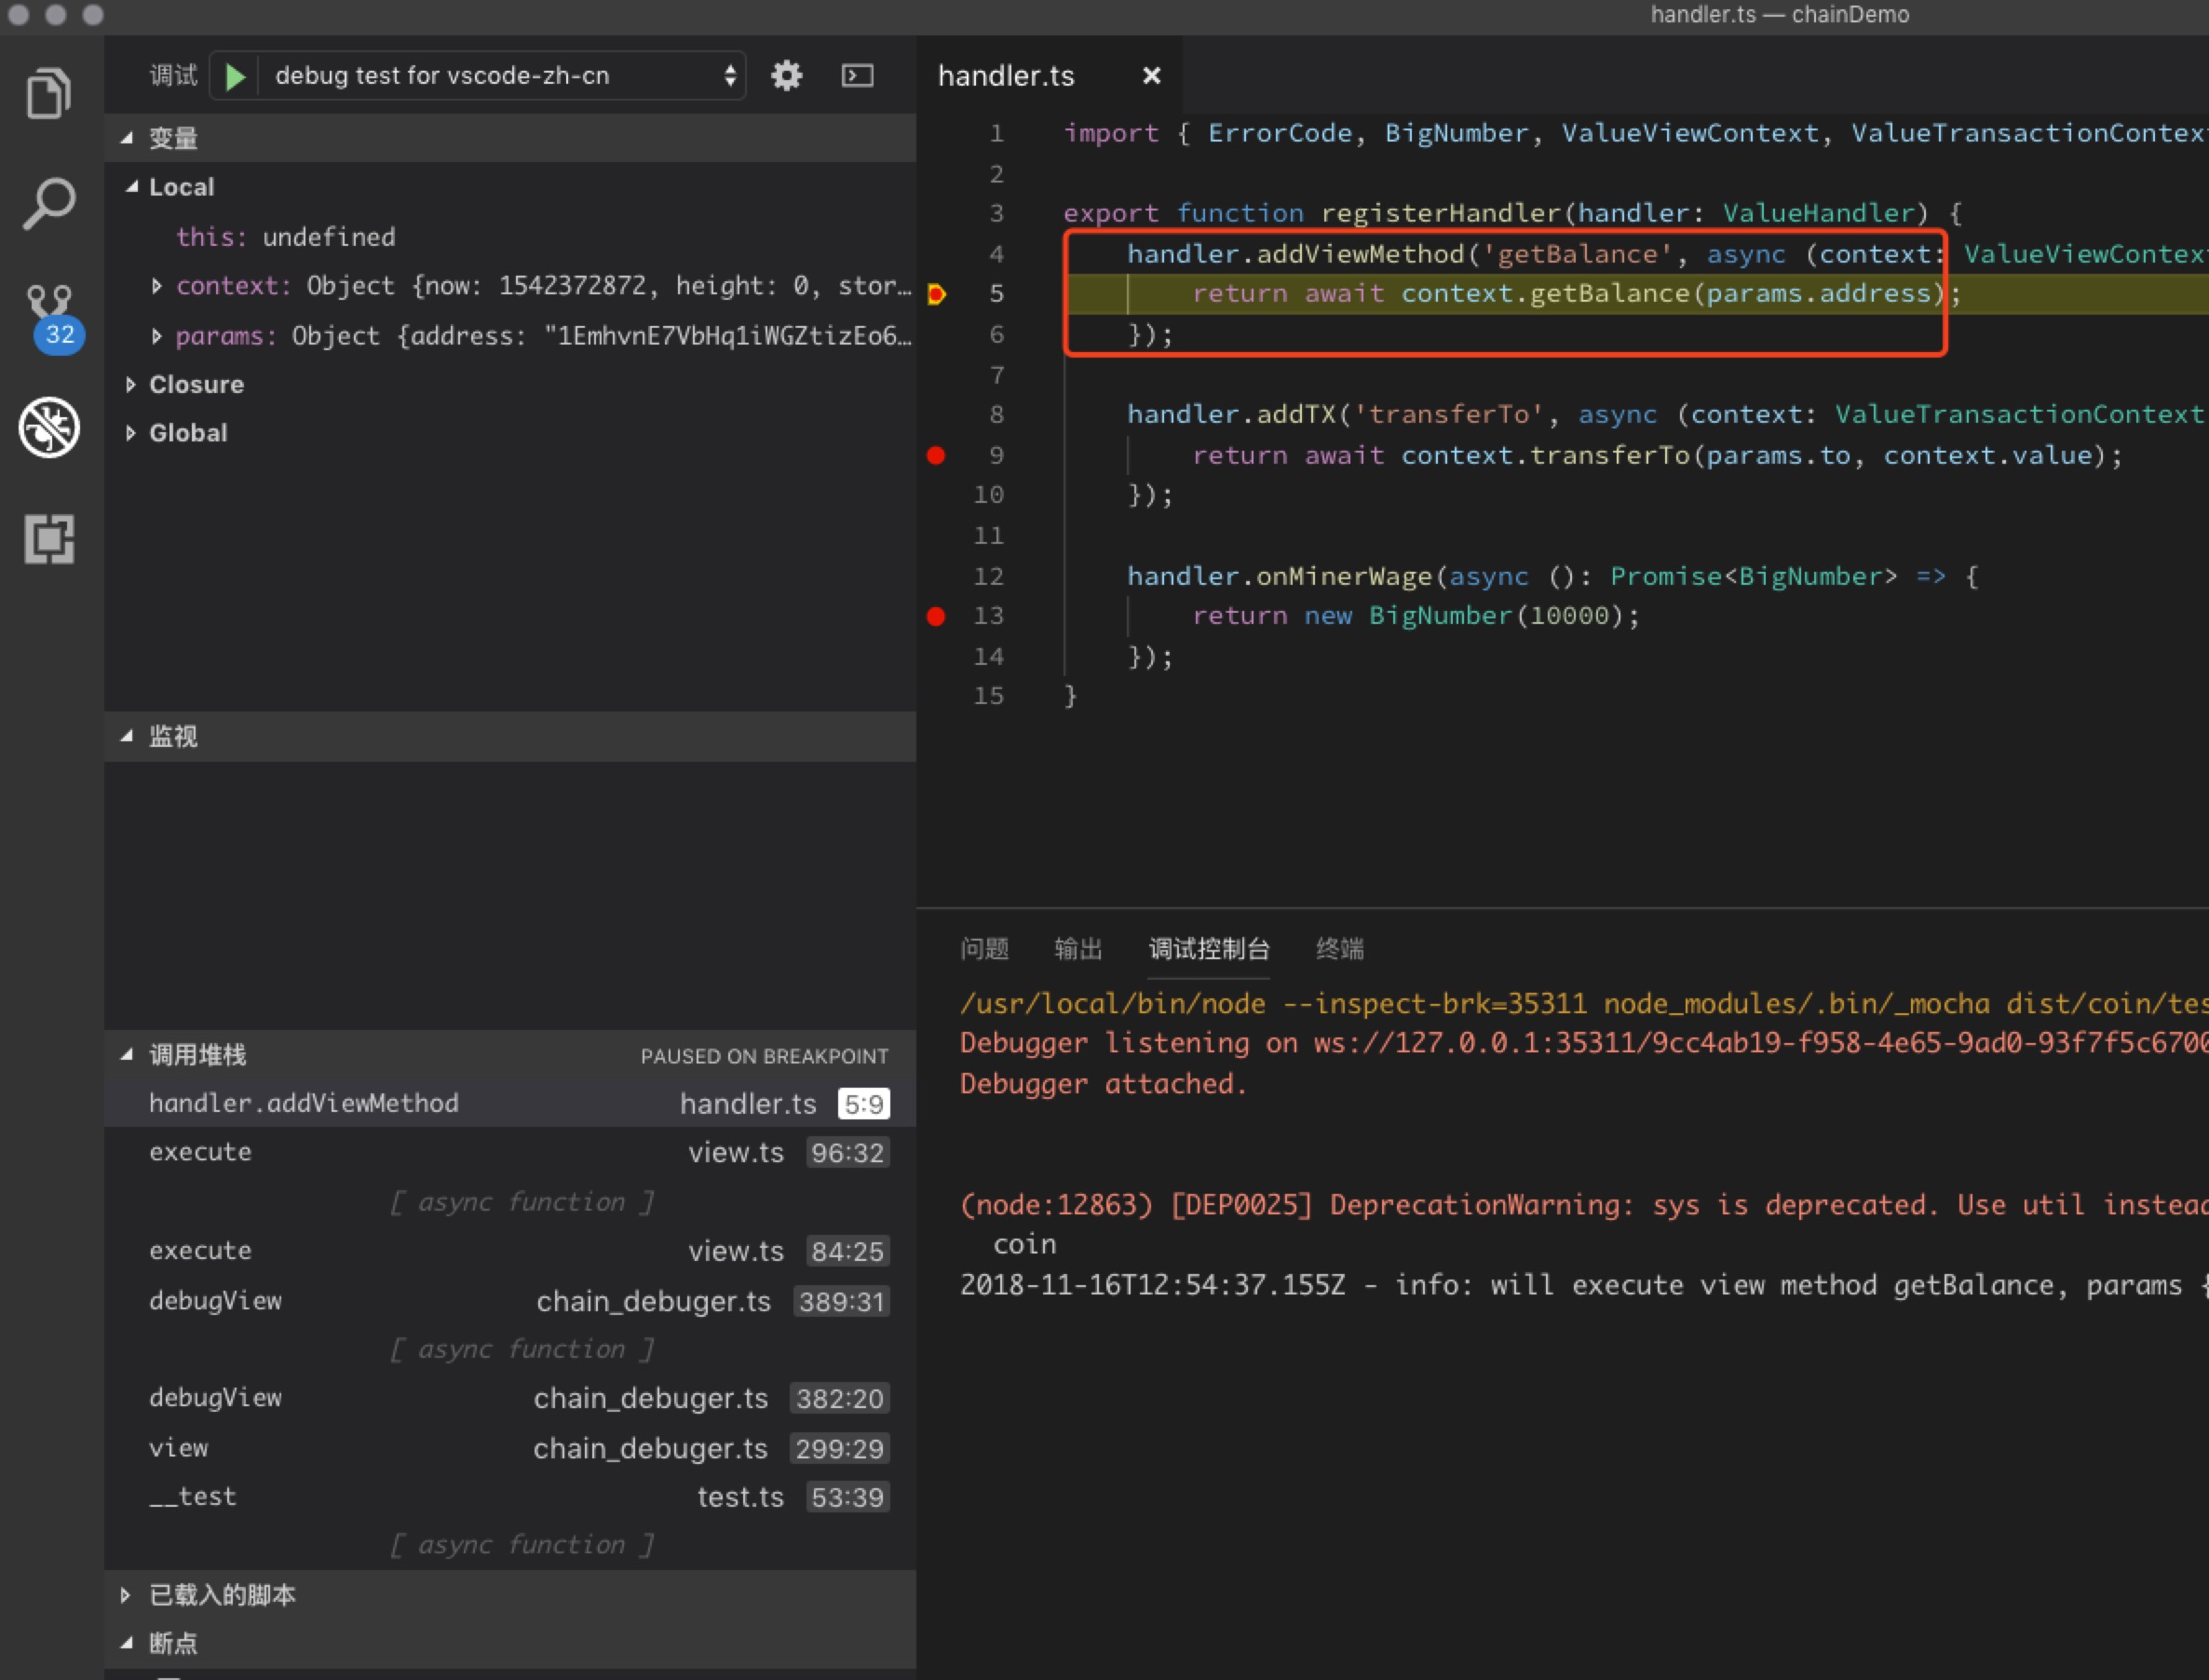 handler.ts — chainDemo
调试
debug test for vscode-zh-cn
32
变量
Local
this: undefined
context: Object {now: 1542372872, height: 0, stor…
params: Object {address: "1EmhvnE7VbHq1iWGZtizEo6…
Closure
Global
监视
调用堆栈 PAUSED ON BREAKPOINT
handler.addViewMethod handler.ts 5:9
execute view.ts 96:32
[ async function ]
execute view.ts 84:25
debugView chain_debuger.ts 389:31
[ async function ]
debugView chain_debuger.ts 382:20
view chain_debuger.ts 299:29
__test test.ts 53:39
[ async function ]
已载入的脚本
断点
handler.ts ×
1 import { ErrorCode, BigNumber, ValueViewContext, ValueTransactionContex
2
3 export function registerHandler(handler: ValueHandler) {
4 handler.addViewMethod('getBalance', async (context: ValueViewContex
5 return await context.getBalance(params.address);
6 });
7
8 handler.addTX('transferTo', async (context: ValueTransactionContext
9 return await context.transferTo(params.to, context.value);
10 });
11
12 handler.onMinerWage(async (): Promise<BigNumber> => {
13 return new BigNumber(10000);
14 });
15 }
问题 输出 调试控制台 终端
/usr/local/bin/node --inspect-brk=35311 node_modules/.bin/_mocha dist/coin/tes
Debugger listening on ws://127.0.0.1:35311/9cc4ab19-f958-4e65-9ad0-93f7f5c6700
Debugger attached.
(node:12863) [DEP0025] DeprecationWarning: sys is deprecated. Use util instead
coin
2018-11-16T12:54:37.155Z - info: will execute view method getBalance, params {